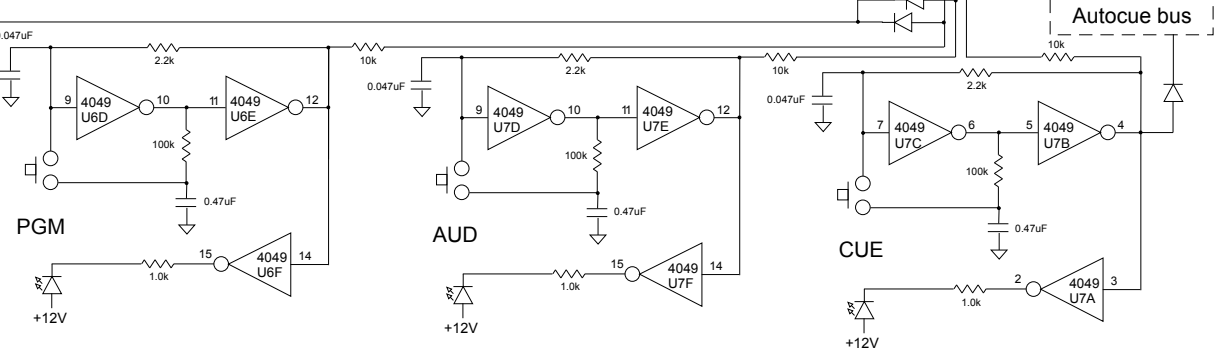 Autocue bus
0.047uF
2.2k
10k
9
4049
U6D
10
11
4049
U6E
12
100k
0.47uF
PGM
15
4049
U6F
14
1.0k
+12V
0.047uF
2.2k
10k
9
4049
U7D
10
11
4049
U7E
12
100k
0.47uF
AUD
15
4049
U7F
14
1.0k
+12V
10k
0.047uF
2.2k
7
4049
U7C
6
5
4049
U7B
4
100k
0.47uF
CUE
2
4049
U7A
3
1.0k
+12V